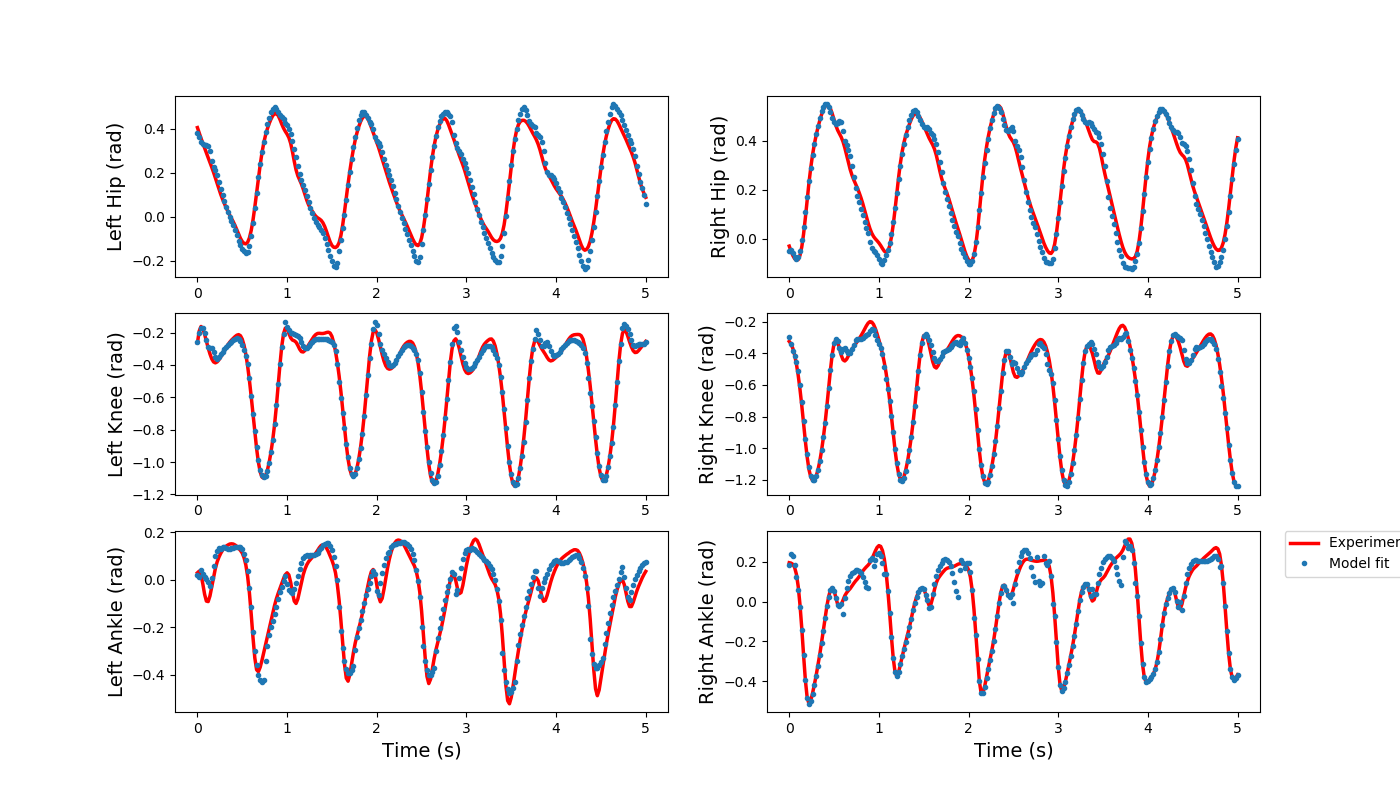 0.4
0.2
0.0
−0.2
Left Hip (rad)
0 1 2 3 4 5
0.4
0.2
0.0
Right Hip (rad)
0 1 2 3 4 5
−0.2
−0.4
−0.6
−0.8
−1.0
−1.2
Left Knee (rad)
0 1 2 3 4 5
−0.2
−0.4
−0.6
−0.8
−1.0
−1.2
Right Knee (rad)
0 1 2 3 4 5
0.2
0.0
−0.2
−0.4
Left Ankle (rad)
0 1 2 3 4 5
Time (s)
0.2
0.0
−0.2
−0.4
Right Ankle (rad)
0 1 2 3 4 5
Time (s)
Experimer
Model fit